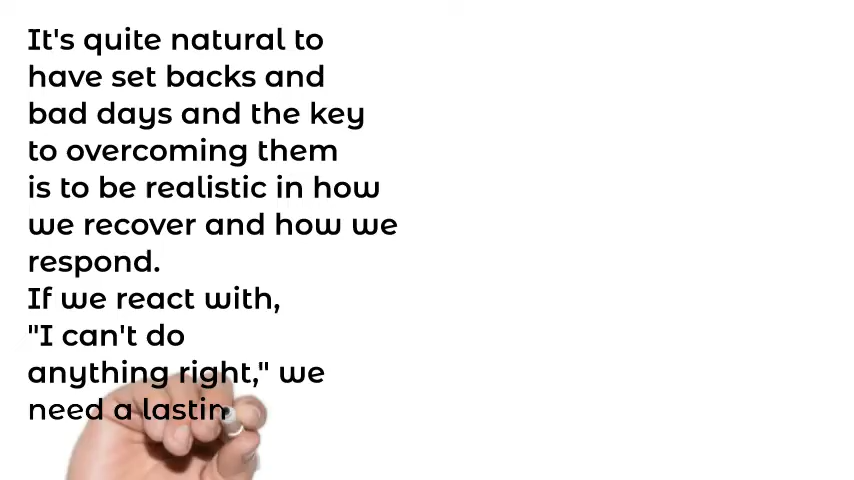 It's quite natural to
have set backs and
bad days and the key
to overcoming them
is to be realistic in how
we recover and how we
respond.
If we react with,
"I can't do
anything right," we
need a lastin